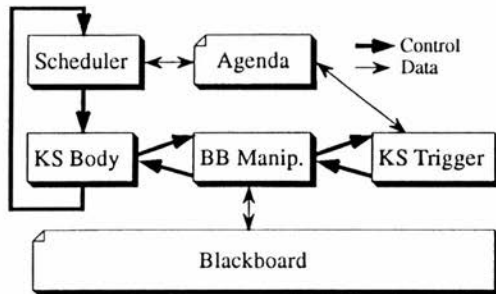 Scheduler
Agenda
Control
Data
KS Body
BB Manip.
KS Trigger
Blackboard